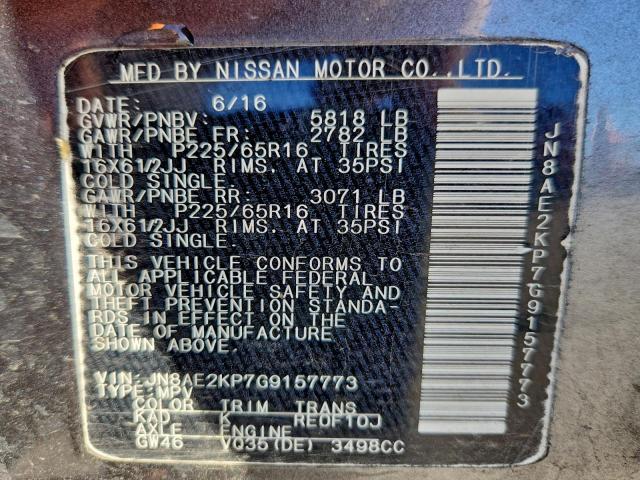 MFD BY NISSAN MOTOR CO.,LTD.
DATE: 6/16
GVWR/PNBV: 5818 LB
GAWR/PNBE FR: 2782 LB
WITH P225/65R16 TIRES
16X61/2JJ RIMS. AT 35PSI
COLD SINGLE.
GAWR/PNBE RR: 3071 LB
WITH P225/65R16 TIRES
16X61/2JJ RIMS. AT 35PSI
COLD SINGLE.
THIS VEHICLE CONFORMS TO
ALL APPLICABLE FEDERAL
MOTOR VEHICLE SAFETY AND
THEFT PREVENTION STANDA-
RDS IN EFFECT ON THE
DATE OF MANUFACTURE
SHOWN ABOVE.
VIN:JN8AE2KP7G9157773
TYPE:MPV
COLOR TRIM TRANS
KAD F RE0F10J
AXLE ENGINE
GW46 VQ35(DE) 3498CC
JN8AE2KP7G9157773